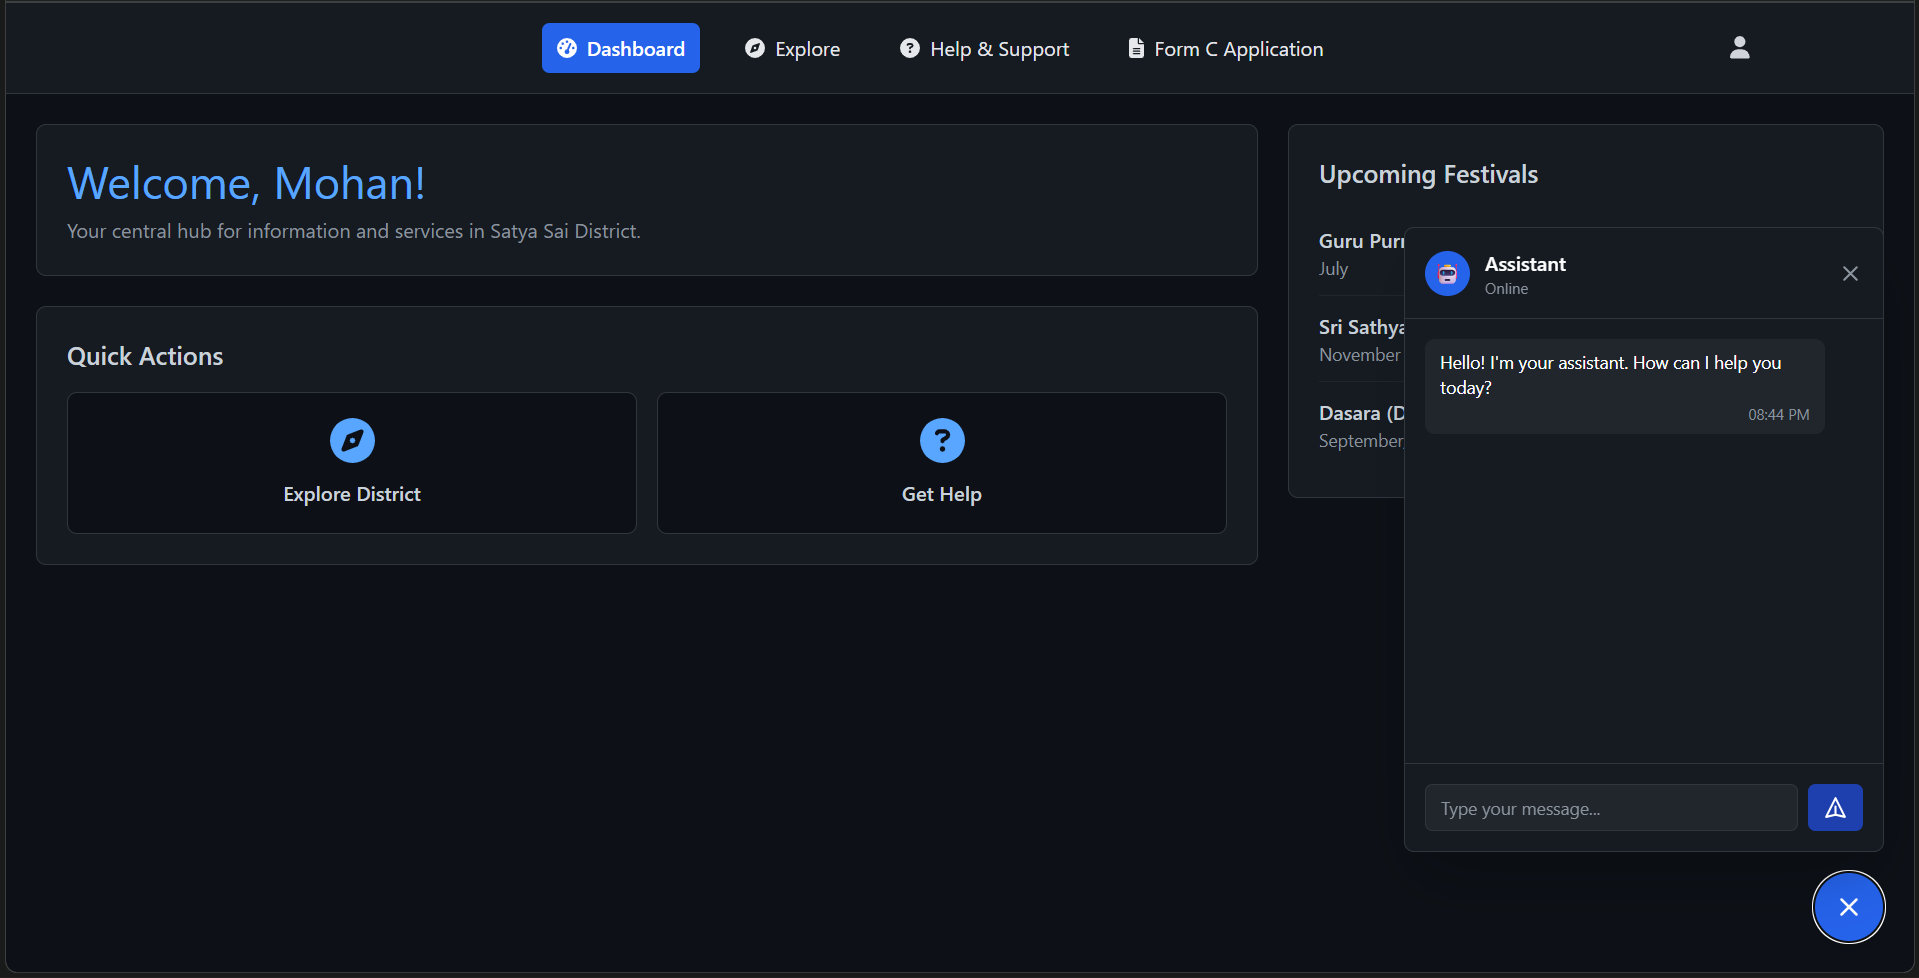 Dashboard
Explore
Help & Support
Form C Application
Welcome, Mohan!
Your central hub for information and services in Satya Sai District.
Quick Actions
Explore District
Get Help
Upcoming Festivals
Guru
July
Sri Sathya
November
Dasara
September
Assistant
Online
Hello! I'm your assistant. How can I help you
today?
08:44 PM
Type your message...